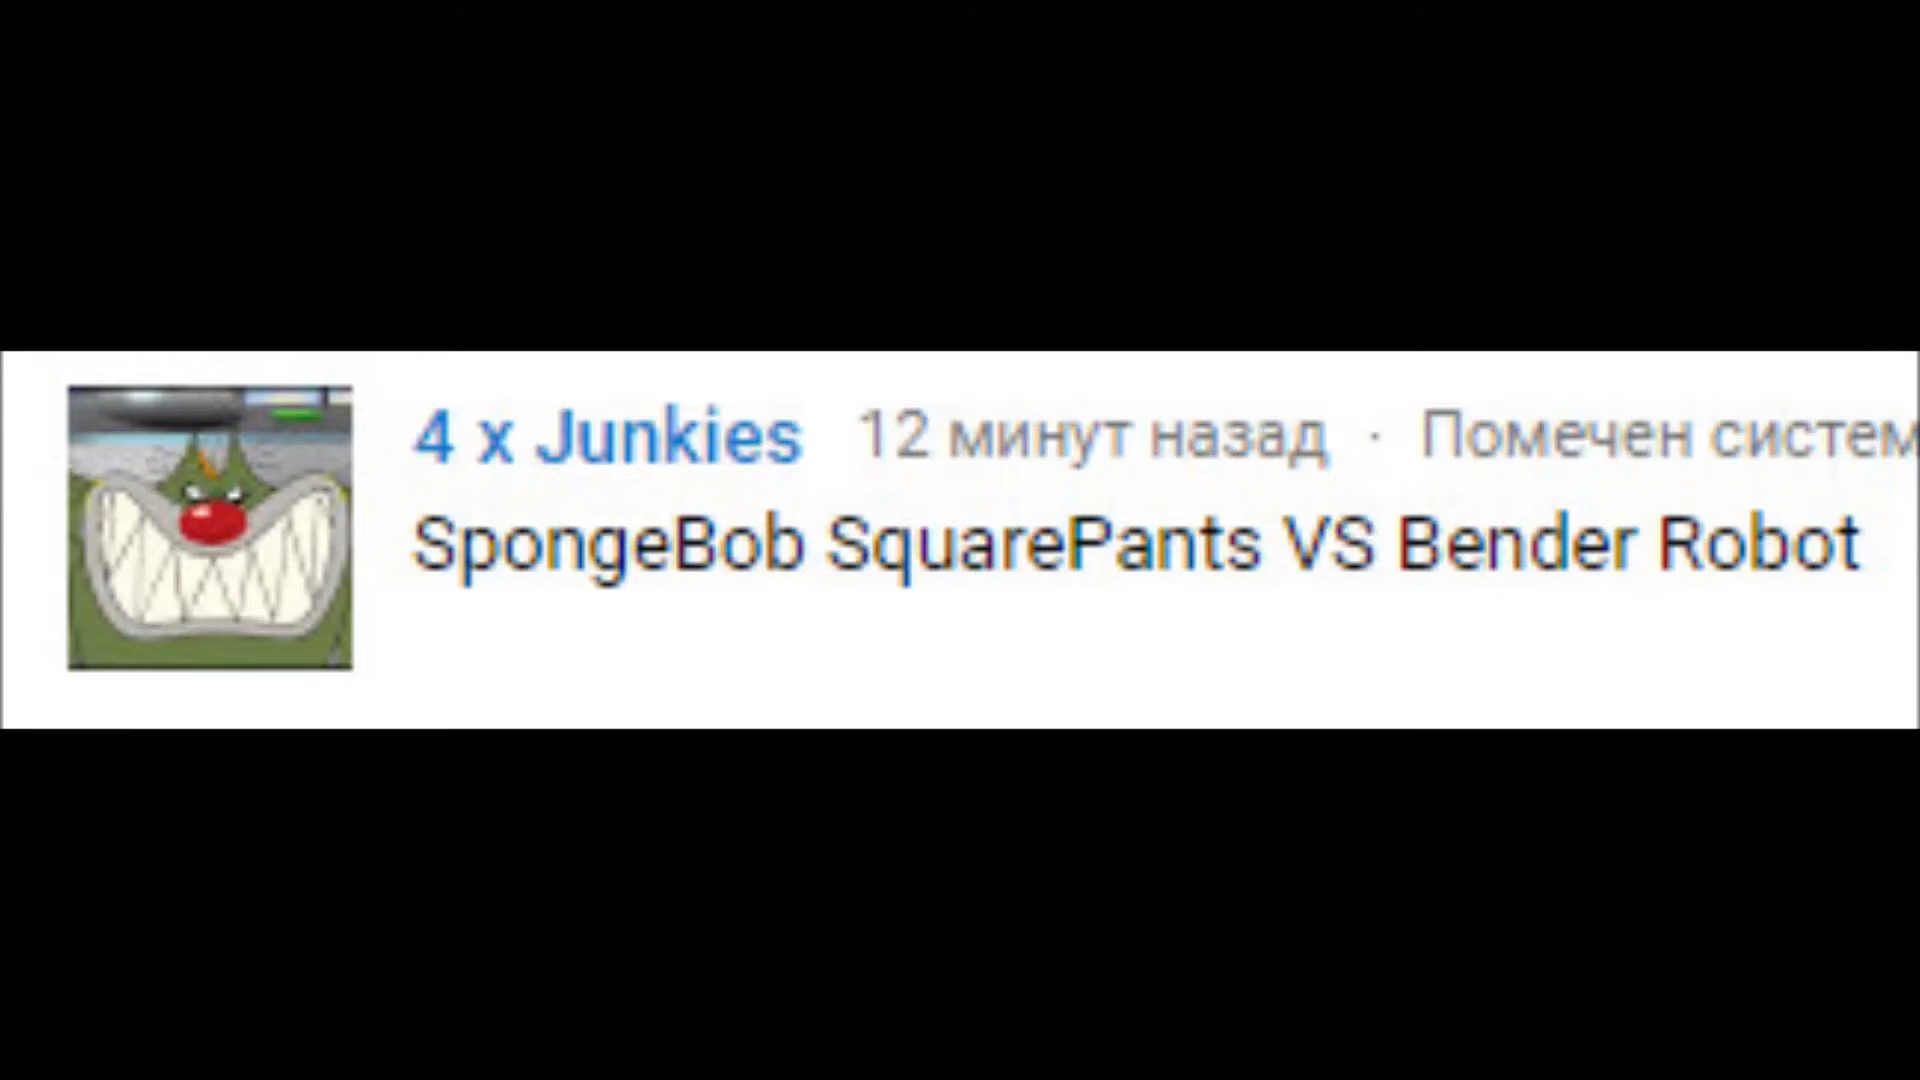 4 x Junkies 12 минут назад · Помечен систем
SpongeBob SquarePants VS Bender Robot